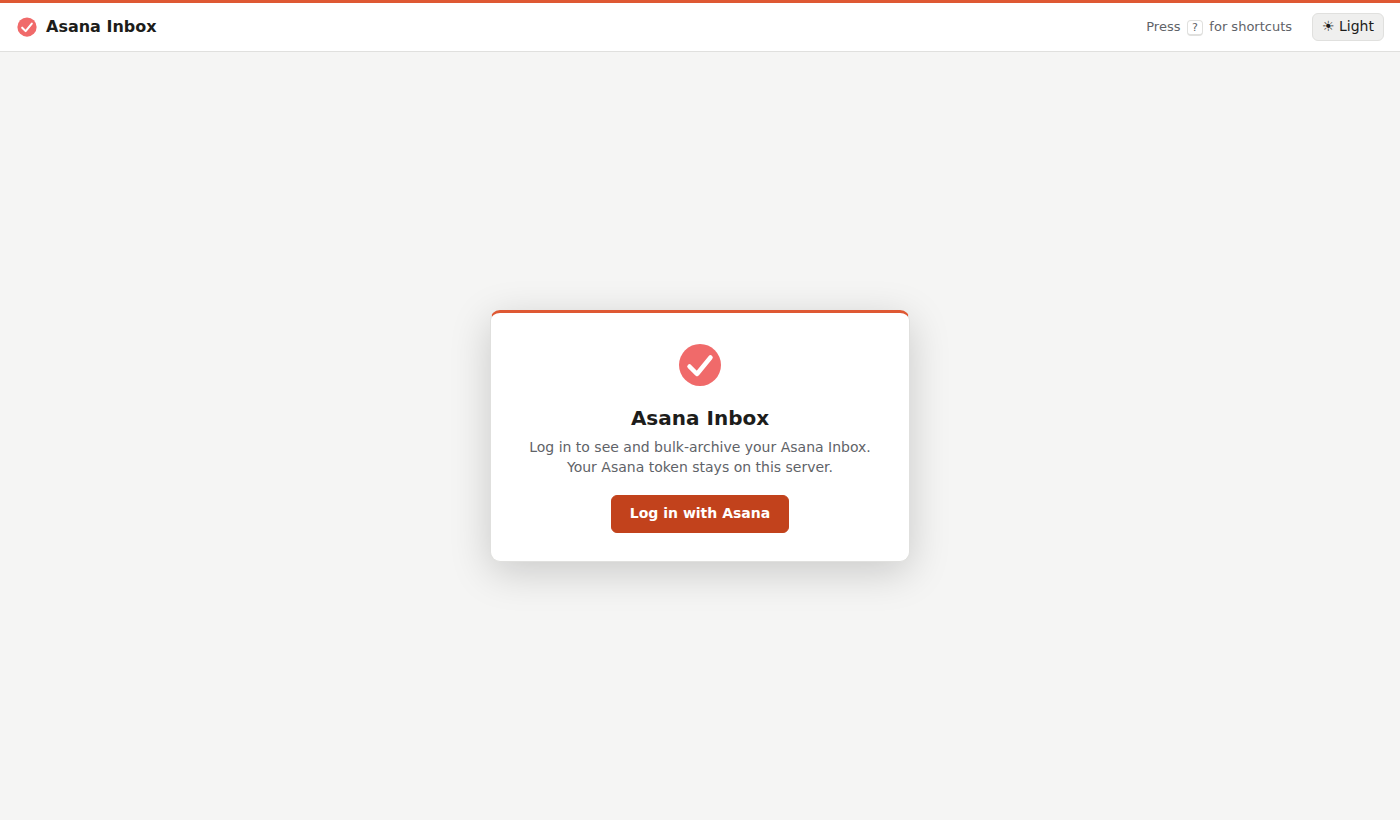 Asana Inbox
Press ? for shortcuts
☀ Light
Asana Inbox
Log in to see and bulk-archive your Asana Inbox.
Your Asana token stays on this server.
Log in with Asana